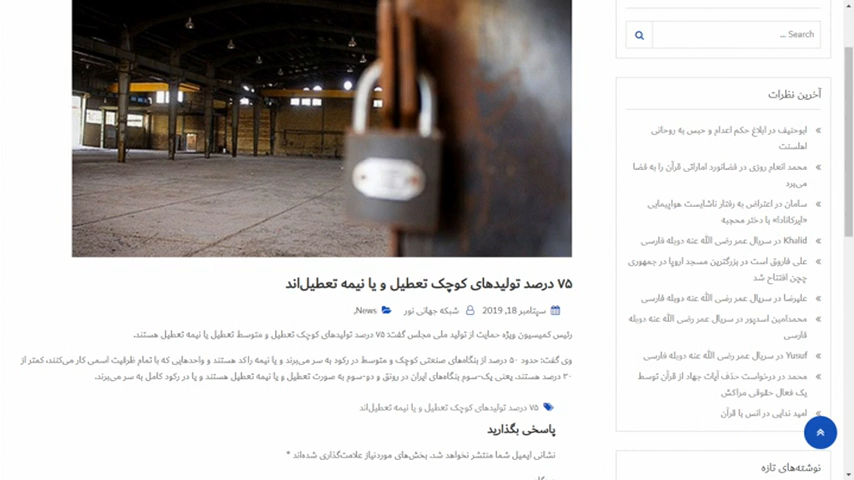 ۷۵ درصد تولیدهای کوچک تعطیل و یا نیمه تعطیل‌اند
سپتامبر 18, 2019 شبکه جهانی نور News,
رئیس کمیسیون ویژه حمایت از تولید ملی مجلس گفت: ۷۵ درصد تولیدهای کوچک تعطیل و متوسط تعطیل یا نیمه تعطیل هستند.
وی گفت: حدود ۵۰ درصد از بنگاه‌های صنعتی کوچک و متوسط در رکود به سر می‌برند و یا نیمه راکد هستند و واحدهایی که با تمام ظرفیت اسمی کار می‌کنند، کمتر از
۳۰ درصد هستند. یعنی یک‌سوم بنگاه‌های ایران در رونق و دو-سوم به صورت تعطیل و یا نیمه تعطیل هستند و یا در رکود کامل به سر می‌برند.
۷۵ درصد تولیدهای کوچک تعطیل و یا نیمه تعطیل‌اند
پاسخی بگذارید
نشانی ایمیل شما منتشر نخواهد شد. بخش‌های موردنیاز علامت‌گذاری شده‌اند *
Search ...
آخرین نظرات
ابوحنیف در ابلاغ حکم اعدام و حبس به روحانی
اهلسنت
محمد انعام روزی در فضانورد اماراتی قرآن را به فضا
می‌برد
سامان در اعتراض به رفتار ناشایست هواپیمایی
«ایرکانادا» با دختر محجبه
Khalid در سریال عمر رضی الله عنه دوبله فارسی
علی فاروق است در بزرگترین مسجد اروپا در جمهوری
چچن افتتاح شد
علیرضا در سریال عمر رضی الله عنه دوبله فارسی
محمدامین اسدپور در سریال عمر رضی الله عنه دوبله
فارسی
Yusuf در سریال عمر رضی الله عنه دوبله فارسی
محمد در درخواست حذف آیات جهاد از قرآن توسط
یک فعال حقوقی مراکش
امید ندایی در انس با قرآن
نوشته‌های تازه